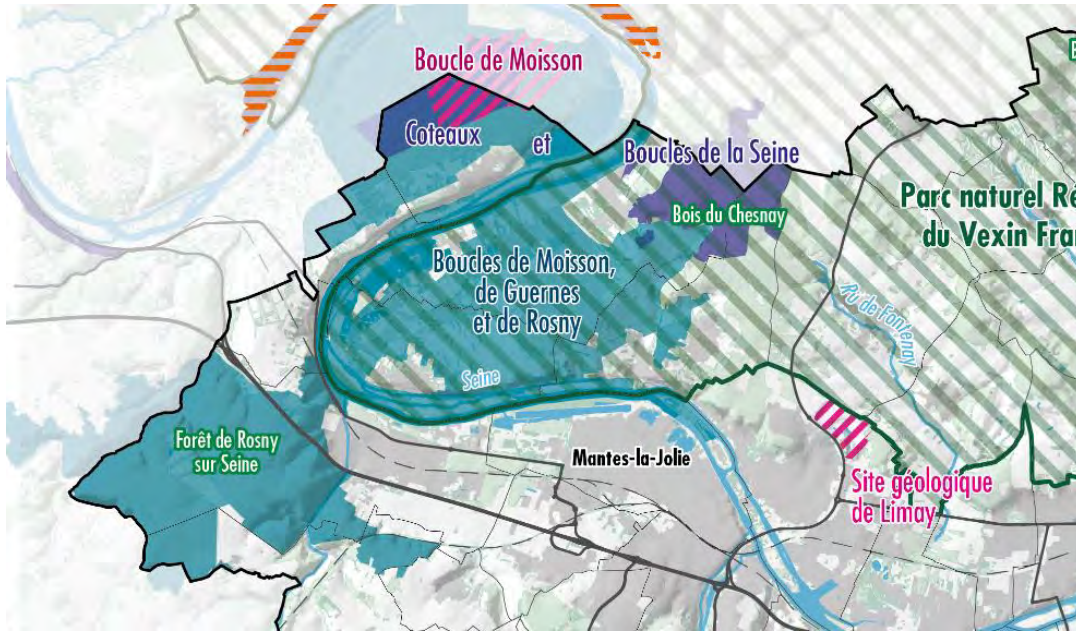 Boucle de Moisson
Coteaux et
Boucles de la Seine
Bois du Chesnay
Parc naturel Ré
du Vexin Fran
Boucles de Moisson,
de Guernes
et de Rosny
Ru de Fontenay
Seine
Forêt de Rosny
sur Seine
Mantes-la-Jolie
Site géologique
de Limay